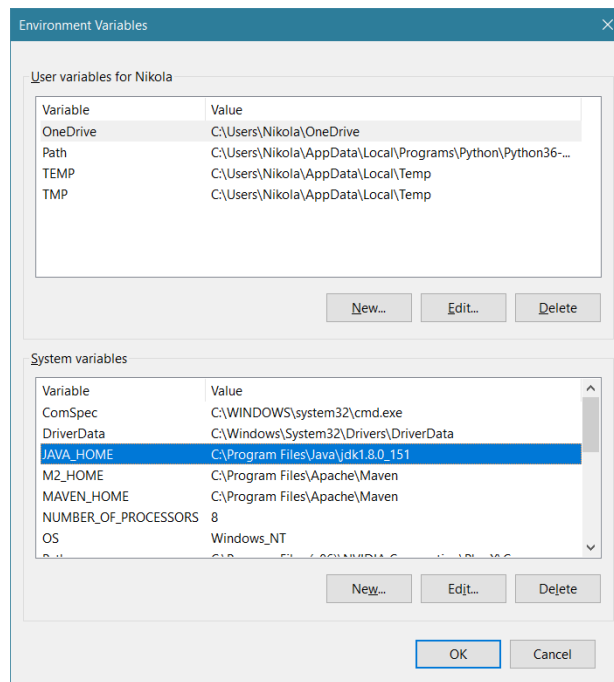 Environment Variables
User variables for Nikola
Variable Value
OneDrive C:\Users\Nikola\OneDrive
Path C:\Users\Nikola\AppData\Local\Programs\Python\Python36-...
TEMP C:\Users\Nikola\AppData\Local\Temp
TMP C:\Users\Nikola\AppData\Local\Temp
New... Edit... Delete
System variables
Variable Value
ComSpec C:\WINDOWS\system32\cmd.exe
DriverData C:\Windows\System32\Drivers\DriverData
JAVA_HOME C:\Program Files\Java\jdk1.8.0_151
M2_HOME C:\Program Files\Apache\Maven
MAVEN_HOME C:\Program Files\Apache\Maven
NUMBER_OF_PROCESSORS 8
OS Windows_NT
New... Edit... Delete
OK Cancel